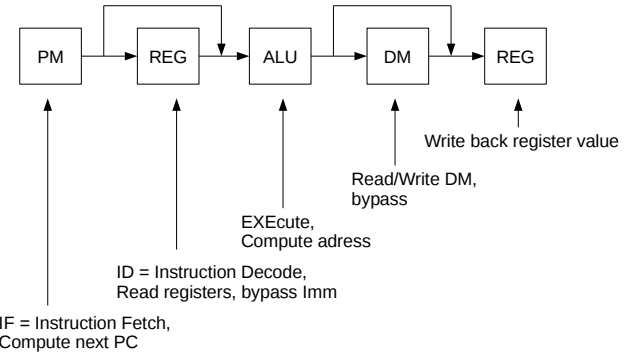 PM
REG
ALU
DM
REG
Write back register value
Read/Write DM,
bypass
EXEcute,
Compute adress
ID = Instruction Decode,
Read registers, bypass Imm
IF = Instruction Fetch,
Compute next PC